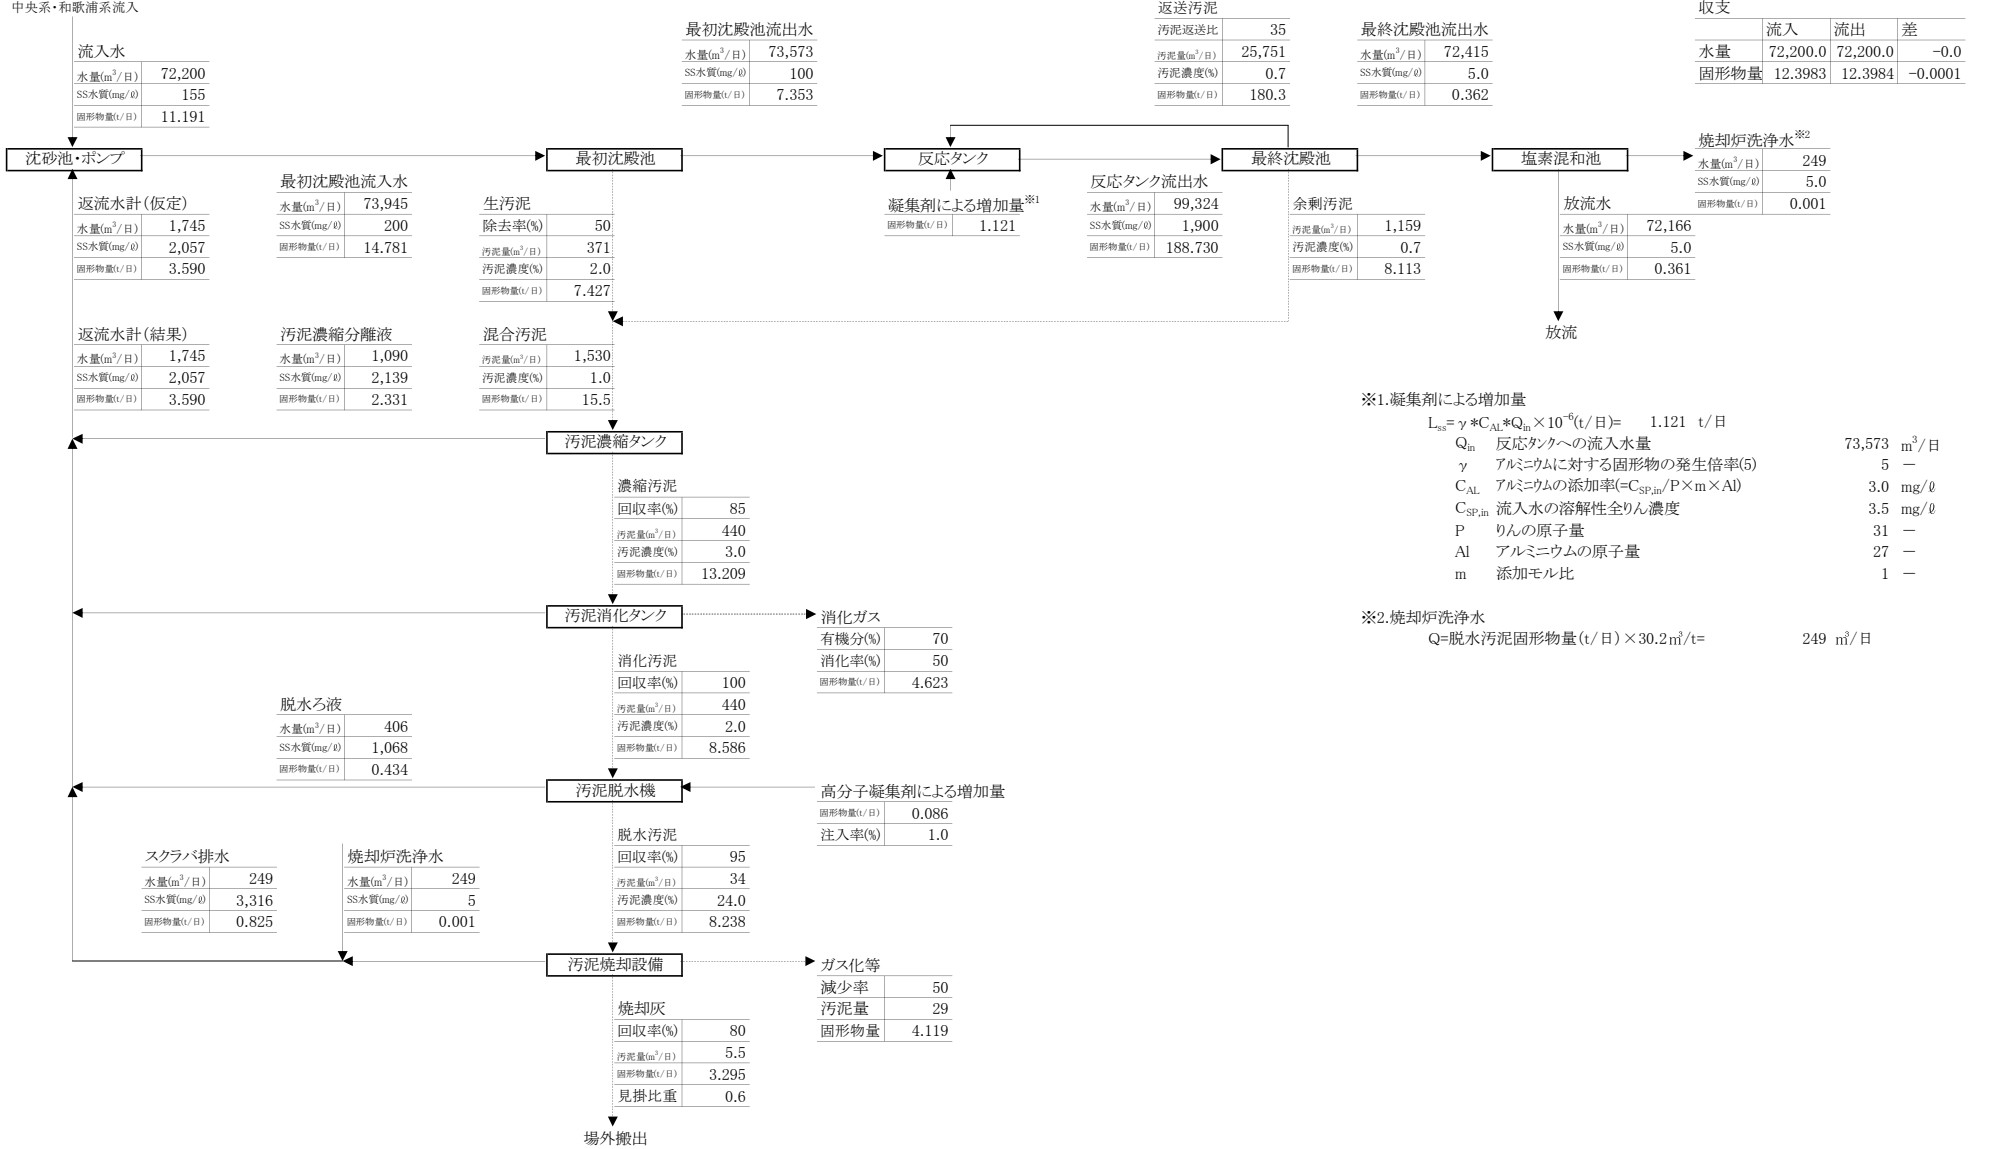 中央系・和歌浦系流入
流入水
水量(m³/日) 72,200
SS水質(mg/ℓ) 155
固形物量(t/日) 11.191
最初沈殿池流出水
水量(m³/日) 73,573
SS水質(mg/ℓ) 100
固形物量(t/日) 7.353
返送汚泥
汚泥返送比 35
汚泥量(m³/日) 25,751
汚泥濃度(%) 0.7
固形物量(t/日) 180.3
最終沈殿池流出水
水量(m³/日) 72,415
SS水質(mg/ℓ) 5.0
固形物量(t/日) 0.362
収支
流入 流出 差
水量 72,200.0 72,200.0 -0.0
固形物量 12.3983 12.3984 -0.0001
沈砂池・ポンプ
最初沈殿池
反応タンク
最終沈殿池
塩素混和池
焼却炉洗浄水※2
水量(m³/日) 249
SS水質(mg/ℓ) 5.0
固形物量(t/日) 0.001
返流水計(仮定)
水量(m³/日) 1,745
SS水質(mg/ℓ) 2,057
固形物量(t/日) 3.590
最初沈殿池流入水
水量(m³/日) 73,945
SS水質(mg/ℓ) 200
固形物量(t/日) 14.781
生汚泥
除去率(%) 50
汚泥量(m³/日) 371
汚泥濃度(%) 2.0
固形物量(t/日) 7.427
凝集剤による増加量※1
固形物量(t/日) 1.121
反応タンク流出水
水量(m³/日) 99,324
SS水質(mg/ℓ) 1,900
固形物量(t/日) 188.730
余剰汚泥
汚泥量(m³/日) 1,159
汚泥濃度(%) 0.7
固形物量(t/日) 8.113
放流水
水量(m³/日) 72,166
SS水質(mg/ℓ) 5.0
固形物量(t/日) 0.361
放流
返流水計(結果)
水量(m³/日) 1,745
SS水質(mg/ℓ) 2,057
固形物量(t/日) 3.590
汚泥濃縮分離液
水量(m³/日) 1,090
SS水質(mg/ℓ) 2,139
固形物量(t/日) 2.331
混合汚泥
汚泥量(m³/日) 1,530
汚泥濃度(%) 1.0
固形物量(t/日) 15.5
汚泥濃縮タンク
濃縮汚泥
回収率(%) 85
汚泥量(m³/日) 440
汚泥濃度(%) 3.0
固形物量(t/日) 13.209
汚泥消化タンク
消化ガス
有機分(%) 70
消化率(%) 50
固形物量(t/日) 4.623
消化汚泥
回収率(%) 100
汚泥量(m³/日) 440
汚泥濃度(%) 2.0
固形物量(t/日) 8.586
脱水ろ液
水量(m³/日) 406
SS水質(mg/ℓ) 1,068
固形物量(t/日) 0.434
汚泥脱水機
高分子凝集剤による増加量
固形物量(t/日) 0.086
注入率(%) 1.0
脱水汚泥
回収率(%) 95
汚泥量(m³/日) 34
汚泥濃度(%) 24.0
固形物量(t/日) 8.238
スクラバ排水
水量(m³/日) 249
SS水質(mg/ℓ) 3,316
固形物量(t/日) 0.825
焼却炉洗浄水
水量(m³/日) 249
SS水質(mg/ℓ) 5
固形物量(t/日) 0.001
汚泥焼却設備
ガス化等
減少率 50
汚泥量 29
固形物量 4.119
焼却灰
回収率(%) 80
汚泥量(m³/日) 5.5
固形物量(t/日) 3.295
見掛比重 0.6
場外搬出
※1.凝集剤による増加量
Lss=γ*CAL*Qin×10⁻⁶(t/日)= 1.121 t/日
Qin 反応タンクへの流入水量 73,573 m³/日
γ アルミニウムに対する固形物の発生倍率(5) 5 －
CAL アルミニウムの添加率(=CSP,in/P×m×Al) 3.0 mg/ℓ
CSP,in 流入水の溶解性全りん濃度 3.5 mg/ℓ
P りんの原子量 31 －
Al アルミニウムの原子量 27 －
m 添加モル比 1 －
※2.焼却炉洗浄水
Q=脱水汚泥固形物量(t/日)×30.2㎥/t= 249 ㎥/日